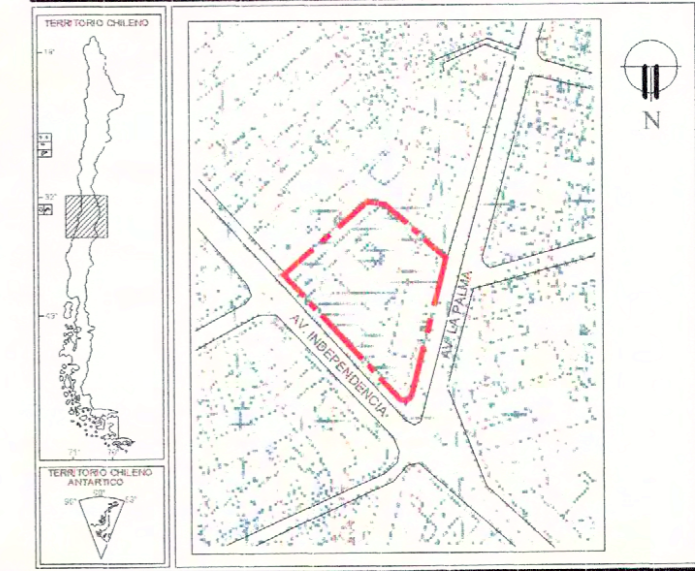 TERRITORIO CHILENO
AV. INDEPENDENCIA
AV. LA PALMA
N
TERRITORIO CHILENO
ANTARTICO